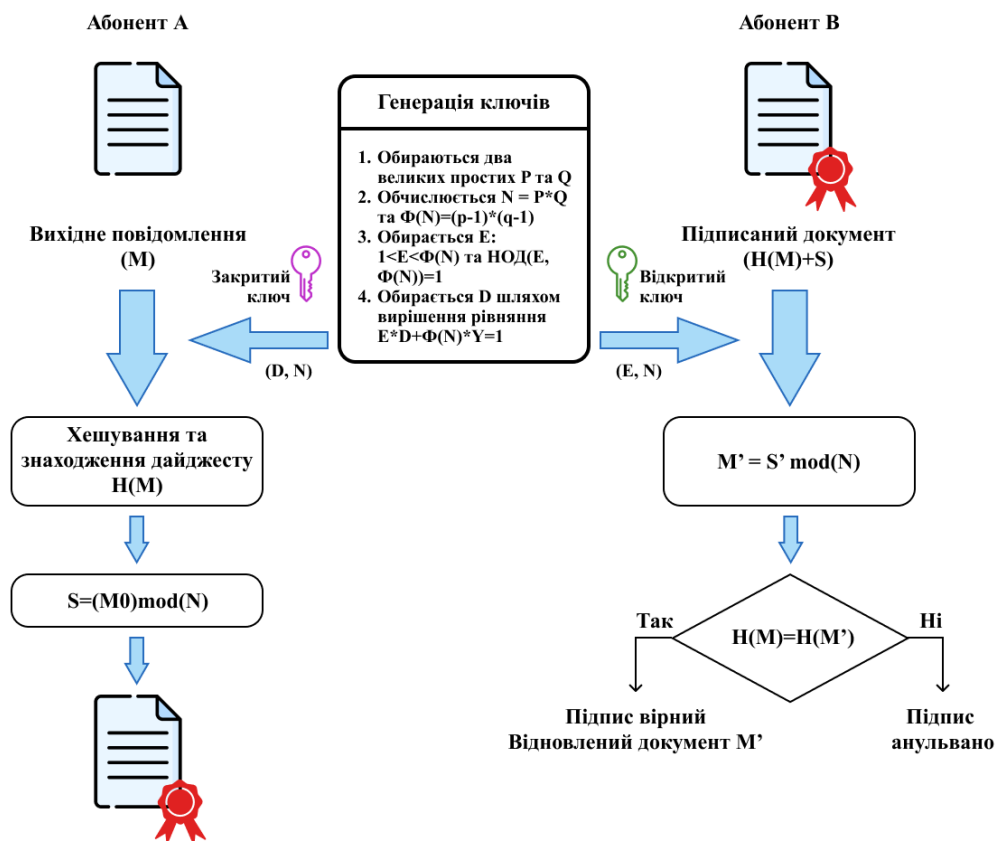 Абонент А
Вихідне повідомлення
(М)
Закритий
ключ
(D, N)
Хешування та
знаходження дайджесту
Н(М)
S=(M0)mod(N)
Генерація ключів
1. Обираються два
великих простих P та Q
2. Обчислюється N = P*Q
та Ф(N)=(p-1)*(q-1)
3. Обирається E:
1<E<Ф(N) та НОД(E,
Ф(N))=1
4. Обирається D шляхом
вирішення рівняння
E*D+Ф(N)*Y=1
Абонент В
Підписаний документ
(H(M)+S)
Відкритий
ключ
(E, N)
M’ = S’ mod(N)
H(M)=H(M’)
Так
Ні
Підпис вірний
Відновлений документ M’
Підпис
анульвано